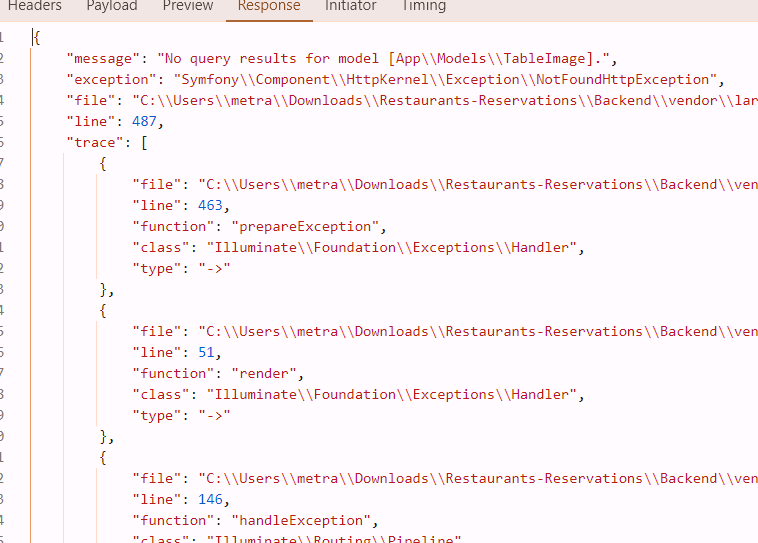 Headers Payload Preview Response Initiator Timing
1 {
2 "message": "No query results for model [App\\Models\\TableImage].",
3 "exception": "Symfony\\Component\\HttpKernel\\Exception\\NotFoundHttpException",
4 "file": "C:\\Users\\metra\\Downloads\\Restaurants-Reservations\\Backend\\vendor\\lar
5 "line": 487,
6 "trace": [
7 {
8 "file": "C:\\Users\\metra\\Downloads\\Restaurants-Reservations\\Backend\\ven
9 "line": 463,
0 "function": "prepareException",
1 "class": "Illuminate\\Foundation\\Exceptions\\Handler",
2 "type": "->"
3 },
4 {
5 "file": "C:\\Users\\metra\\Downloads\\Restaurants-Reservations\\Backend\\ven
6 "line": 51,
7 "function": "render",
8 "class": "Illuminate\\Foundation\\Exceptions\\Handler",
9 "type": "->"
0 },
1 {
2 "file": "C:\\Users\\metra\\Downloads\\Restaurants-Reservations\\Backend\\ven
3 "line": 146,
4 "function": "handleException",
5 "class": "Illuminate\\Routing\\Pipeline"